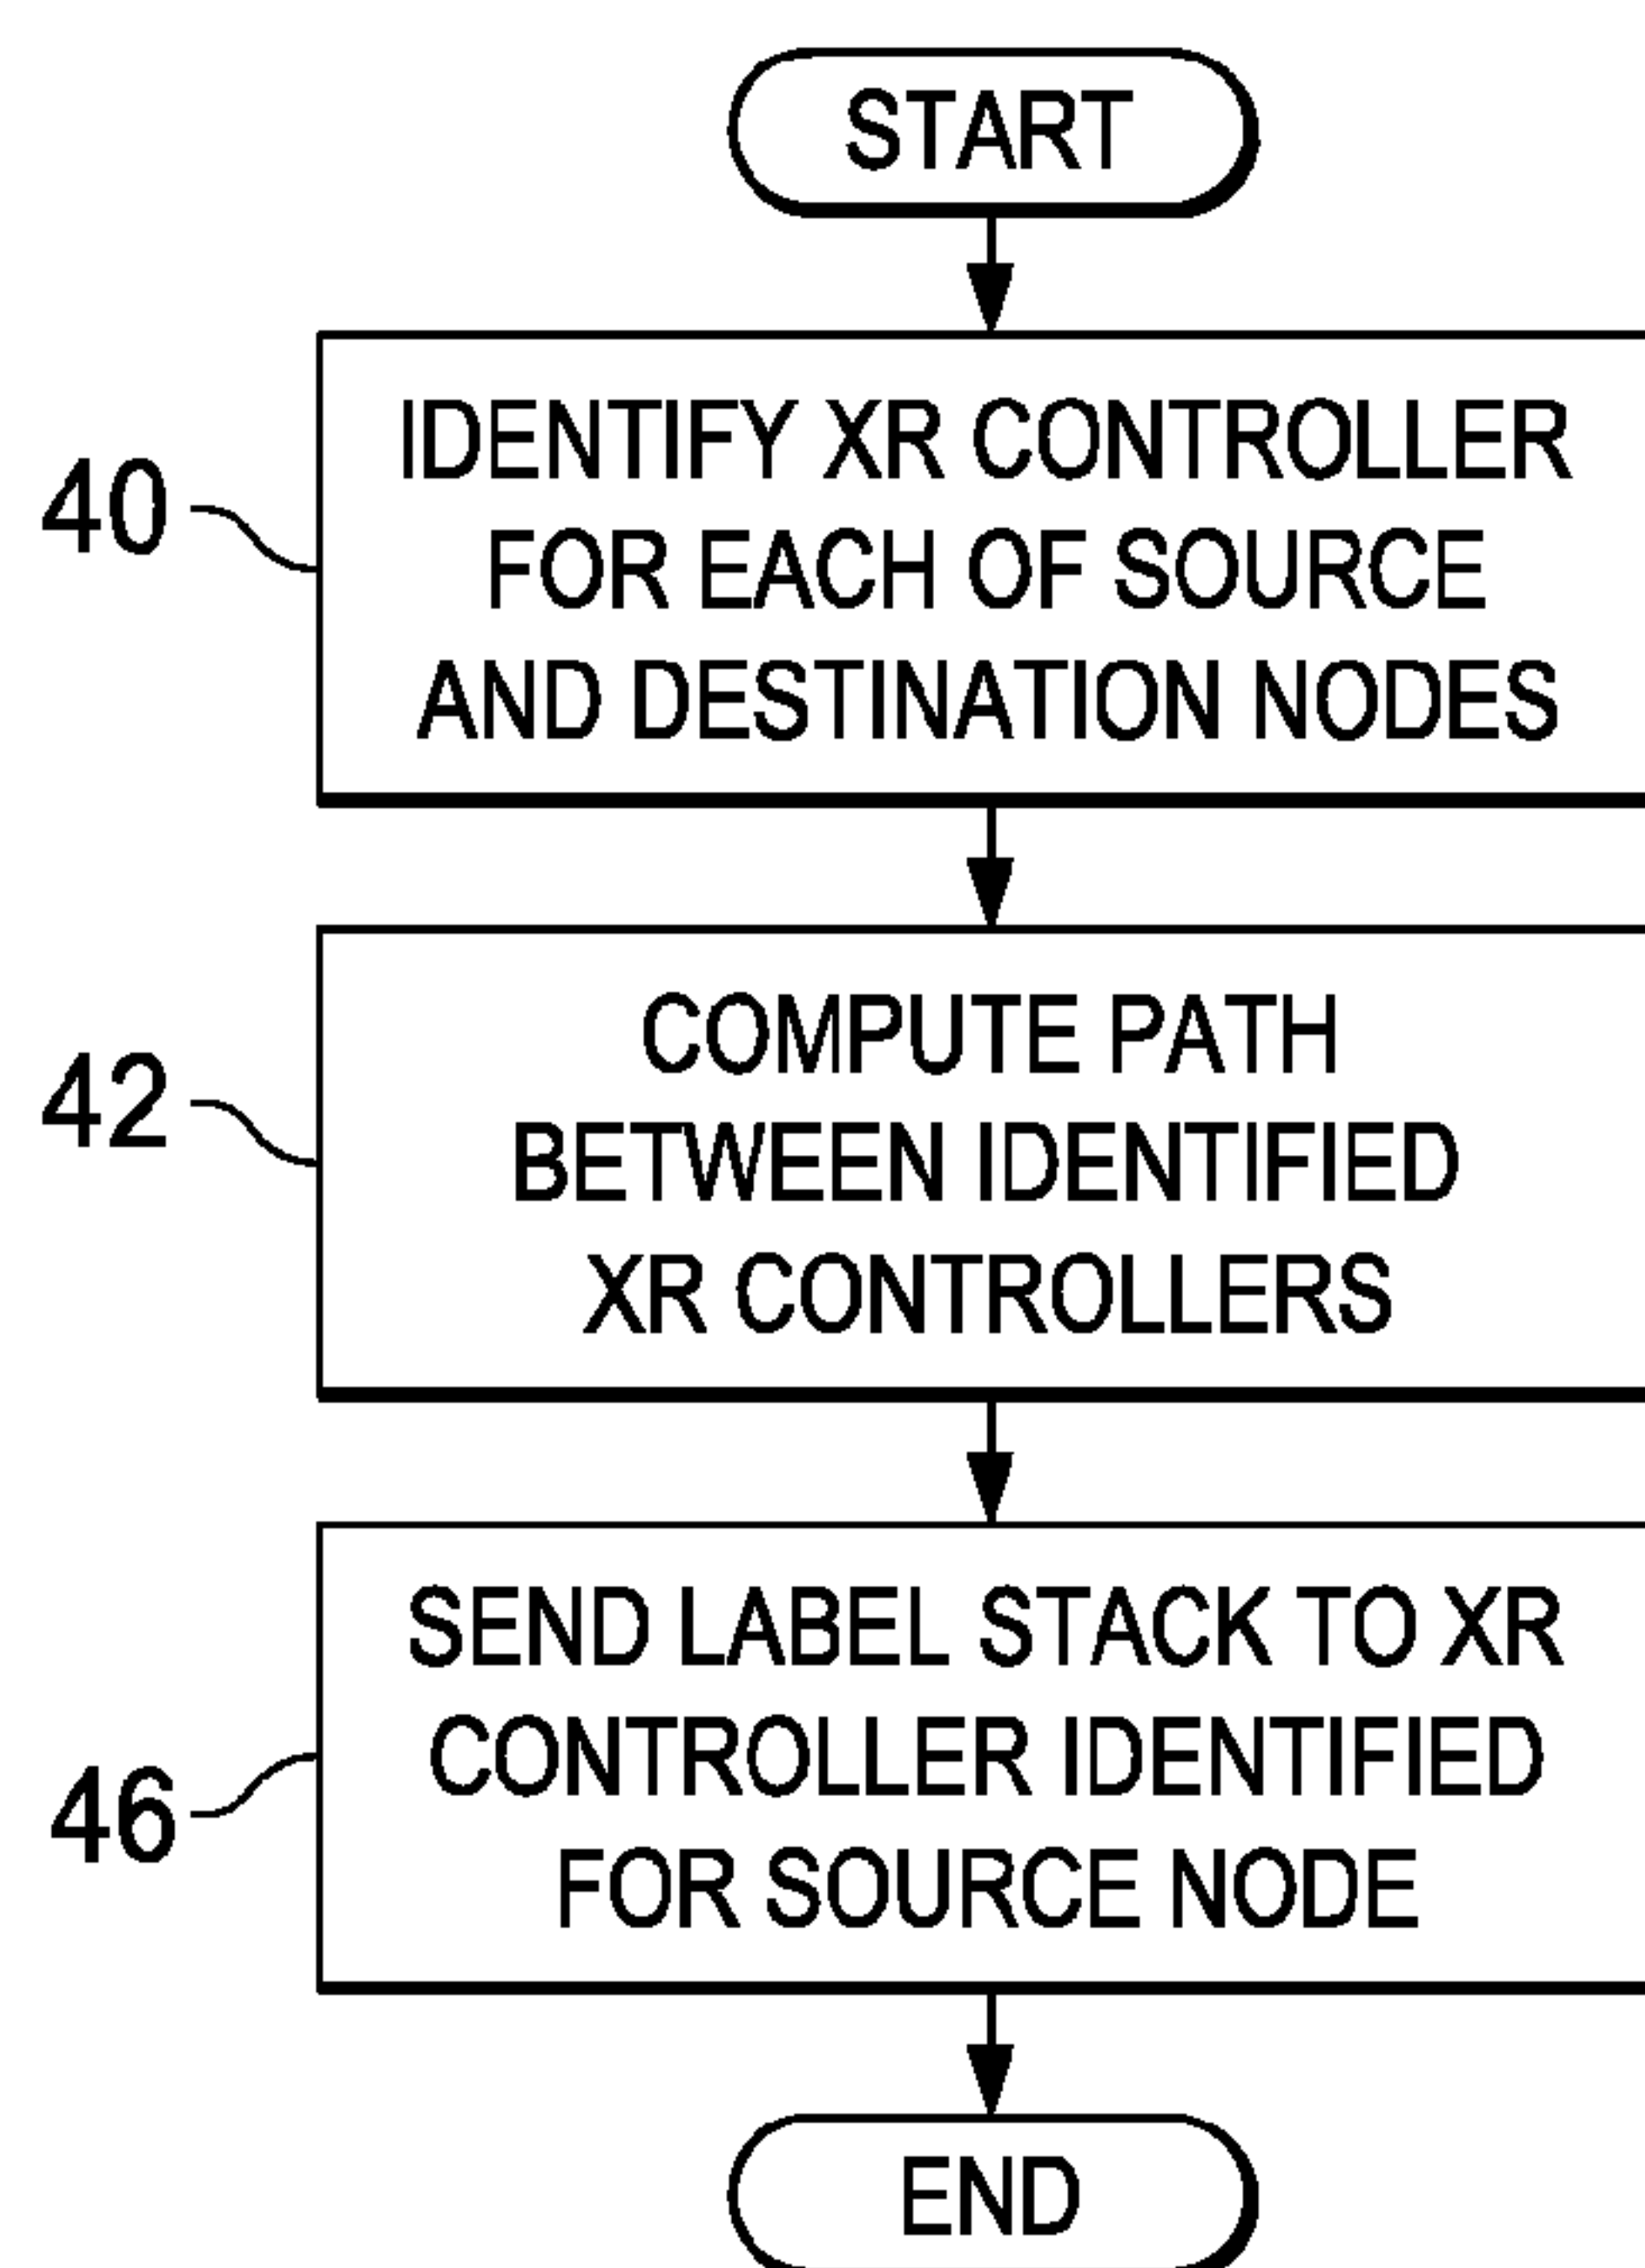 START
40
IDENTIFY XR CONTROLLER
FOR EACH OF SOURCE
AND DESTINATION NODES
42
COMPUTE PATH
BETWEEN IDENTIFIED
XR CONTROLLERS
46
SEND LABEL STACK TO XR
CONTROLLER IDENTIFIED
FOR SOURCE NODE
END